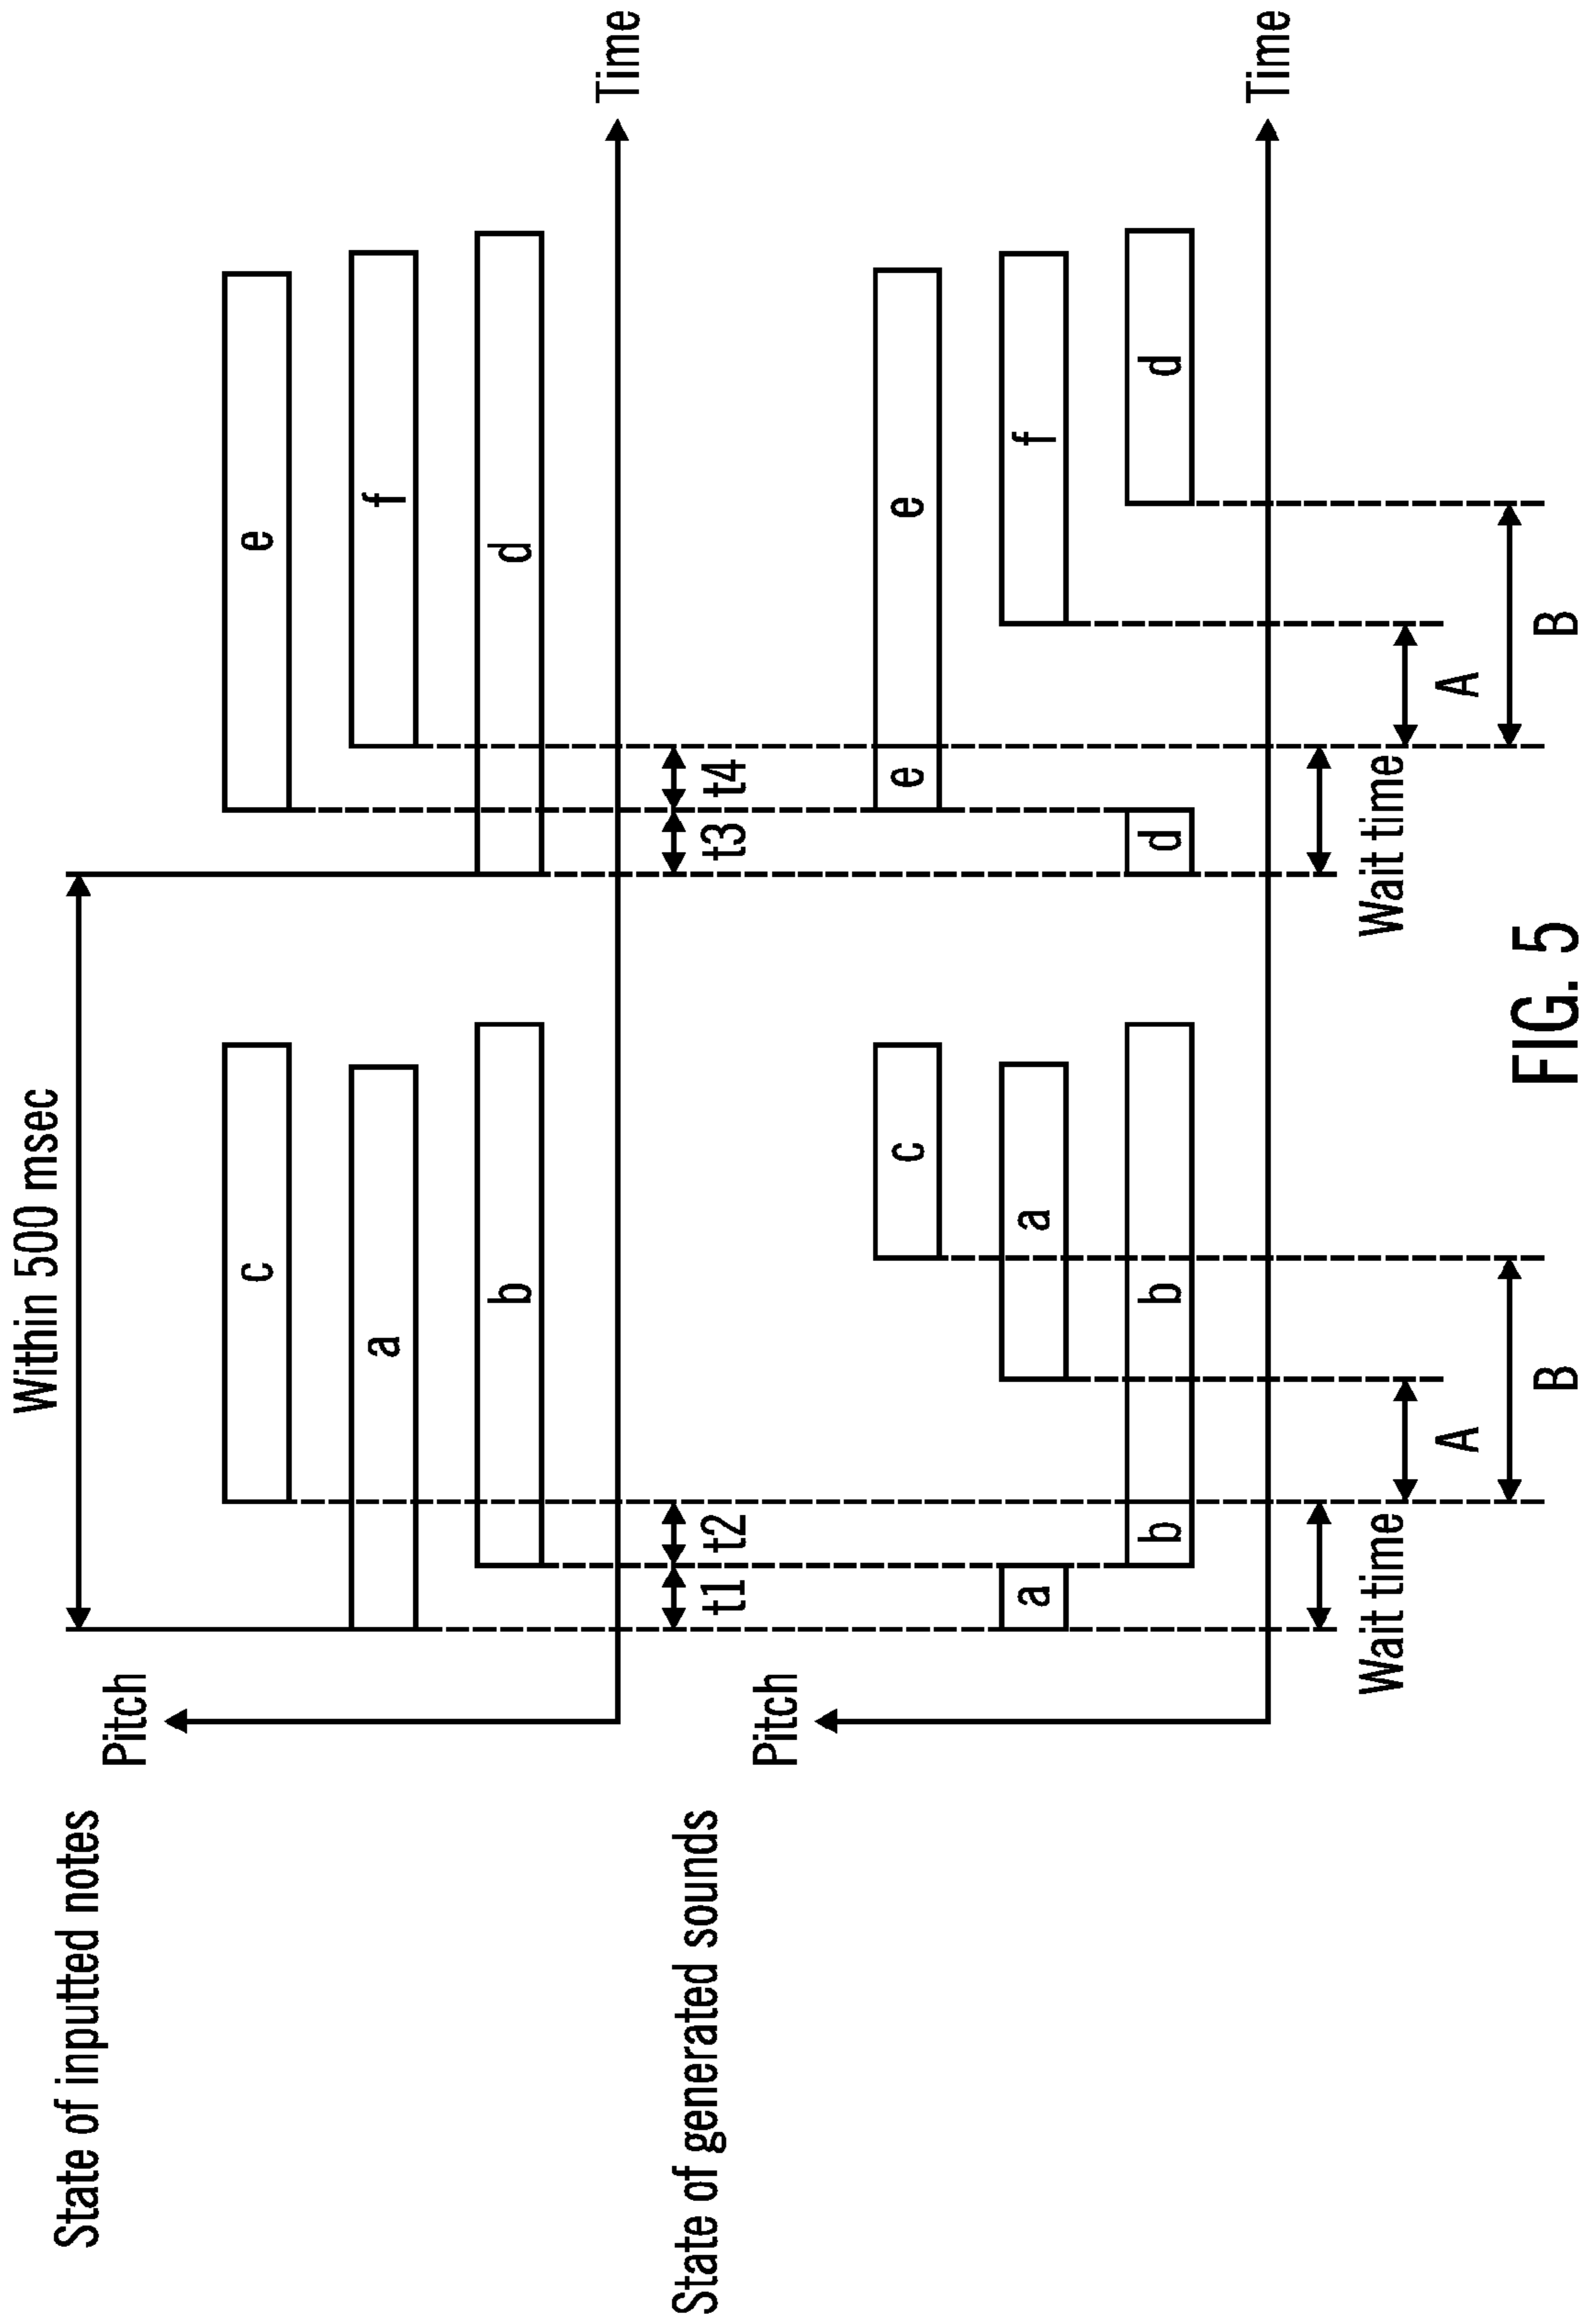 Within 500 msec
State of inputted notes
Pitch
c
e
a
f
b
d
Time
t1
t2
t3
t4
State of generated sounds
Pitch
c
e
e
a
a
f
b
b
d
d
Time
Wait time
Wait time
A
A
B
B
FIG. 5